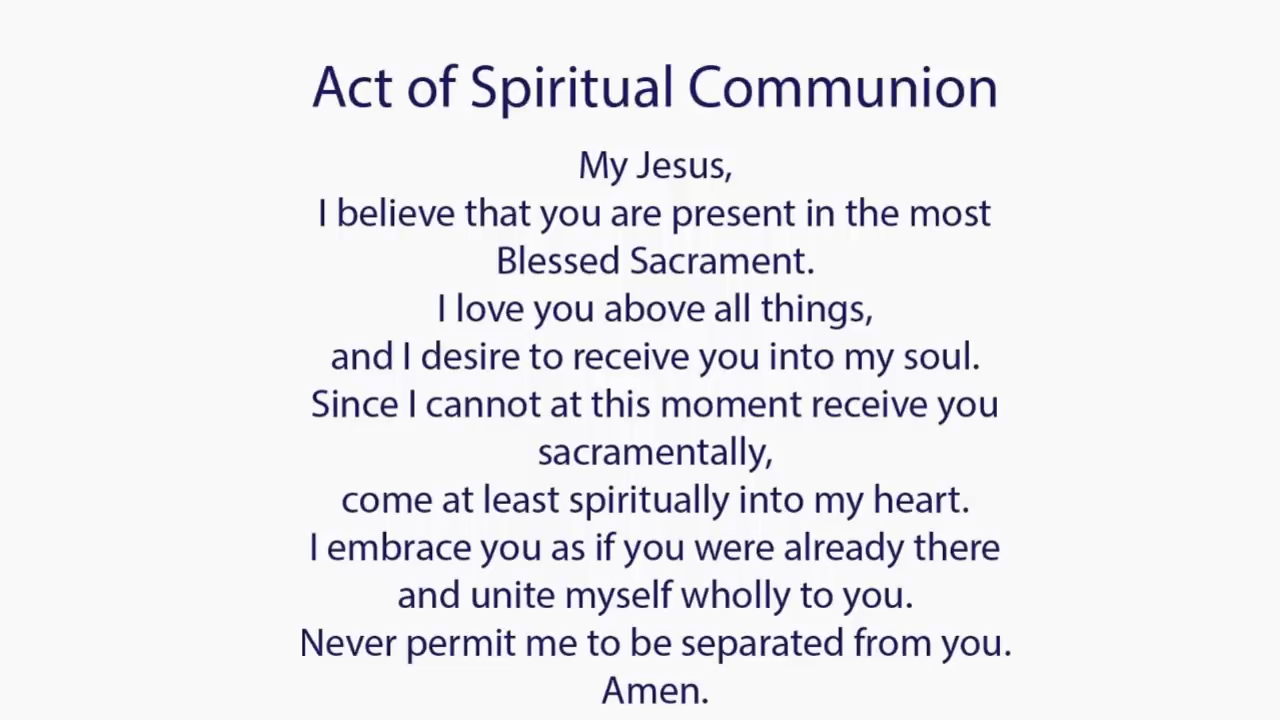 Act of Spiritual Communion
My Jesus,
I believe that you are present in the most
Blessed Sacrament.
I love you above all things,
and I desire to receive you into my soul.
Since I cannot at this moment receive you
sacramentally,
come at least spiritually into my heart.
I embrace you as if you were already there
and unite myself wholly to you.
Never permit me to be separated from you.
Amen.